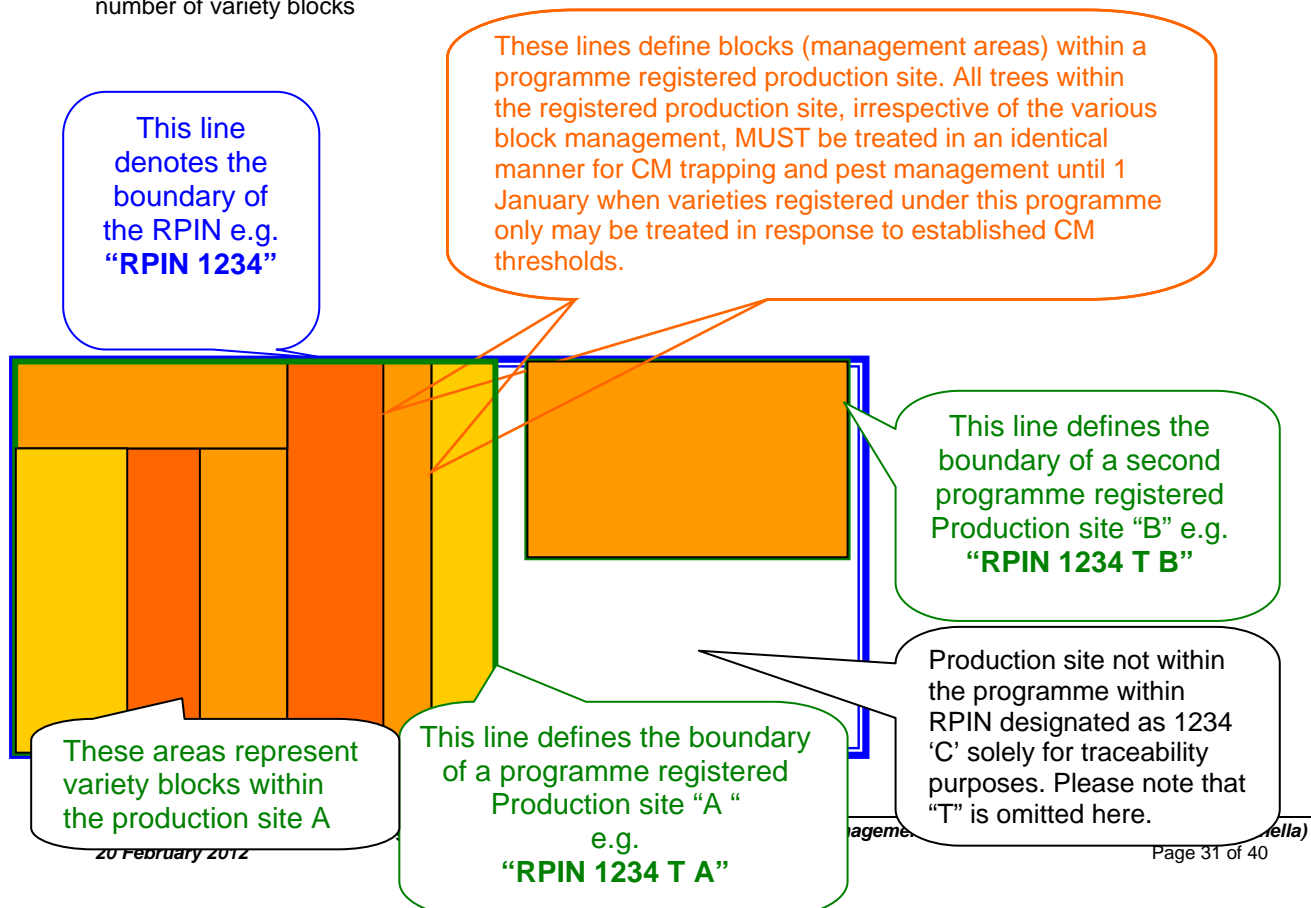 number of variety blocks
These lines define blocks (management areas) within a
programme registered production site. All trees within
the registered production site, irrespective of the various
block management, MUST be treated in an identical
manner for CM trapping and pest management until 1
January when varieties registered under this programme
only may be treated in response to established CM
thresholds.
This line
denotes the
boundary of
the RPIN e.g.
“RPIN 1234”
This line defines the
boundary of a second
programme registered
Production site “B” e.g.
“RPIN 1234 T B”
Production site not within
the programme within
RPIN designated as 1234
‘C’ solely for traceability
purposes. Please note that
“T” is omitted here.
These areas represent
variety blocks within
the production site A
This line defines the boundary
of a programme registered
Production site “A “
e.g.
“RPIN 1234 T A”
20 February 2012
Page 31 of 40